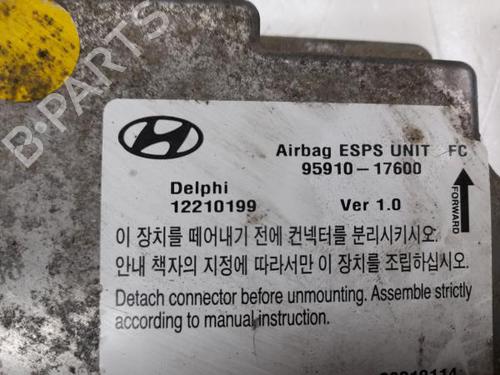 B-PARTS
Airbag ESPS UNIT FC
95910-17600
Delphi
12210199
Ver 1.0
FORWARD
이 장치를 떼어내기 전에 컨넥터를 분리시키시오.
안내 책자의 지정에 따라서만 이 장치를 조립하십시오.
Detach connector before unmounting. Assemble strictly
according to manual instruction.